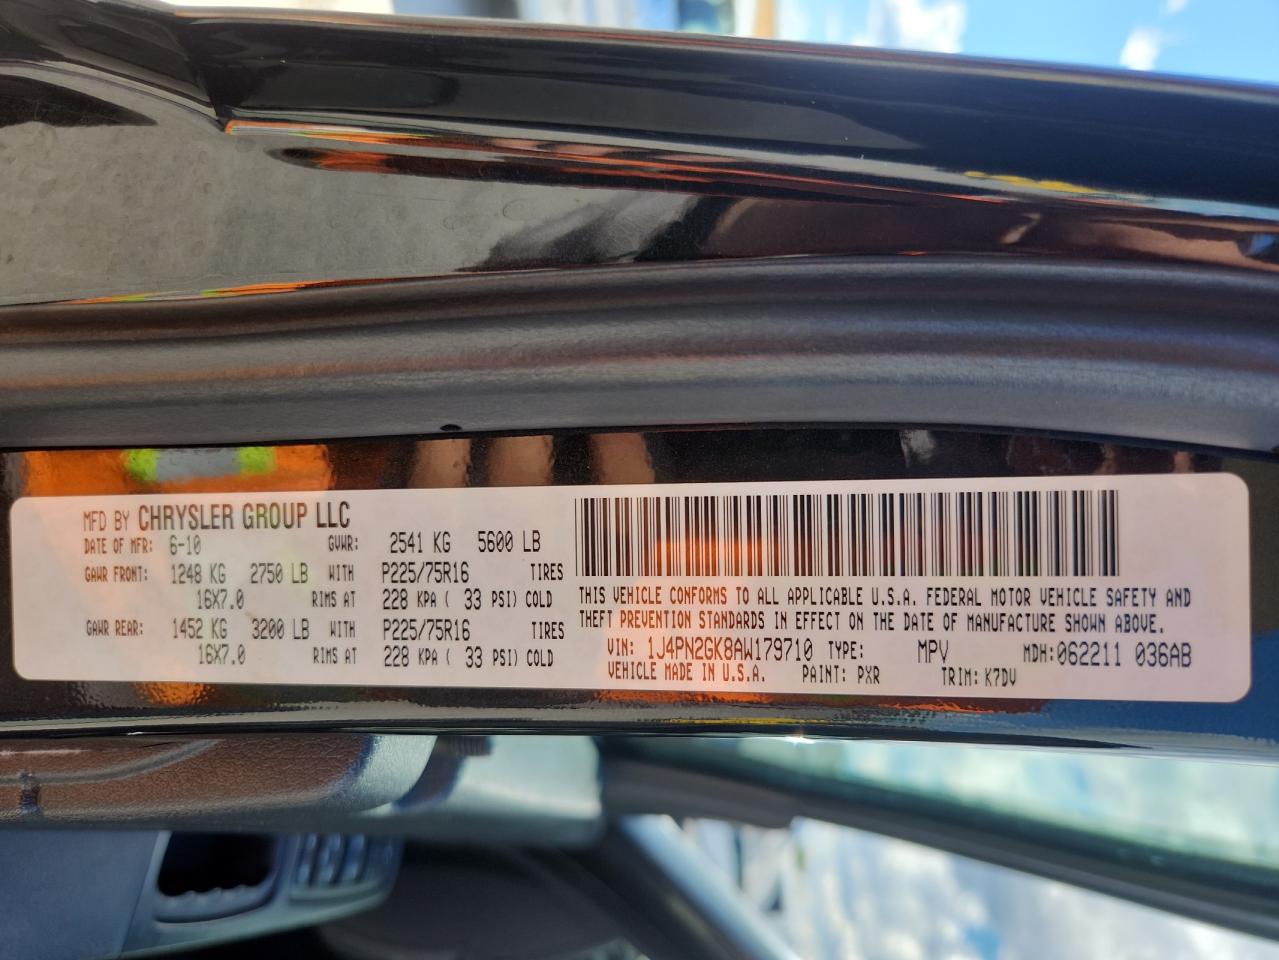 MFD BY CHRYSLER GROUP LLC
DATE OF MFR: 6-10 GVWR: 2541 KG 5600 LB
GAWR FRONT: 1248 KG 2750 LB WITH P225/75R16 TIRES
16X7.0 RIMS AT 228 KPA ( 33 PSI) COLD
GAWR REAR: 1452 KG 3200 LB WITH P225/75R16 TIRES
16X7.0 RIMS AT 228 KPA ( 33 PSI) COLD
THIS VEHICLE CONFORMS TO ALL APPLICABLE U.S.A. FEDERAL MOTOR VEHICLE SAFETY AND
THEFT PREVENTION STANDARDS IN EFFECT ON THE DATE OF MANUFACTURE SHOWN ABOVE.
VIN: 1J4PN2GK8AW179710 TYPE: MPV MDH:062211 036AB
VEHICLE MADE IN U.S.A. PAINT: PXR TRIM: K7DV